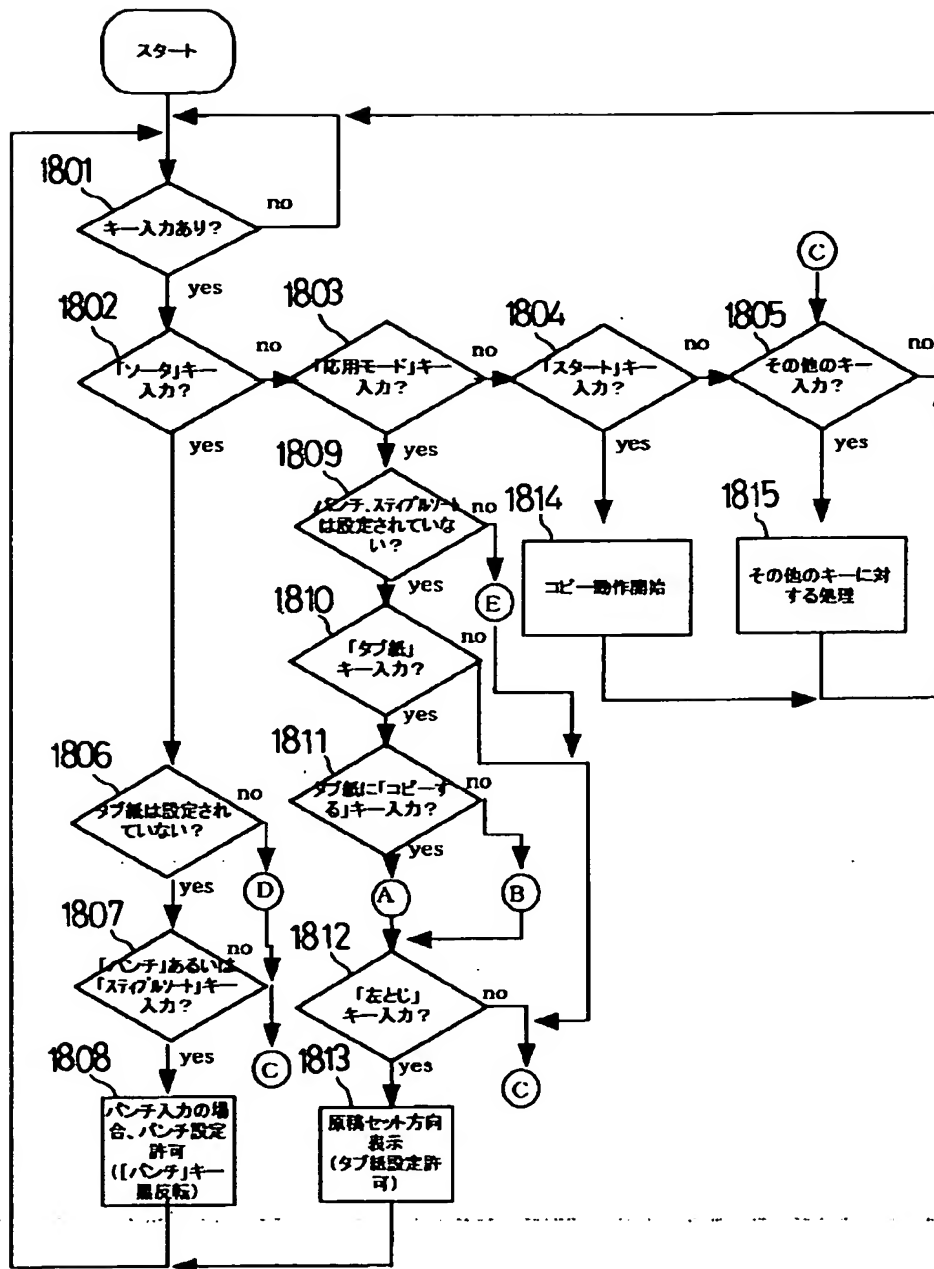 スタート
1801
キー入力あり?
no
yes
1802
「ソータ」キー
入力?
no
yes
1803
「応用モード」キー
入力?
no
yes
1804
「スタート」キー
入力?
no
yes
C
1805
その他のキー
入力?
no
yes
1809
パンチ、スティプルソート
は設定されていな
い?
no
yes
E
1814
コピー動作開始
1815
その他のキーに対
する処理
1810
「タブ紙」
キー入力?
no
yes
1811
タブ紙に「コピーす
る」キー入力?
no
yes
A
B
1806
タブ紙は設定され
ていない?
no
yes
D
1807
「パンチ」あるいは
「スティプルソート」キー
入力?
no
yes
C
1812
「左とじ」
キー入力?
no
yes
C
1808
パンチ入力の場
合、パンチ設定
許可
([パンチ」キー
黒反転)
1813
原稿セット方向
表示
(タブ紙設定許
可)